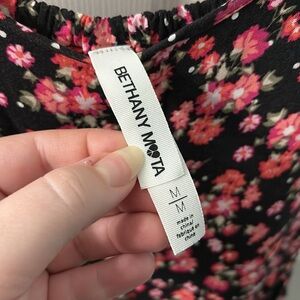 BETHANY MOTA
M
M
made in
china/
fabriqué en
chine